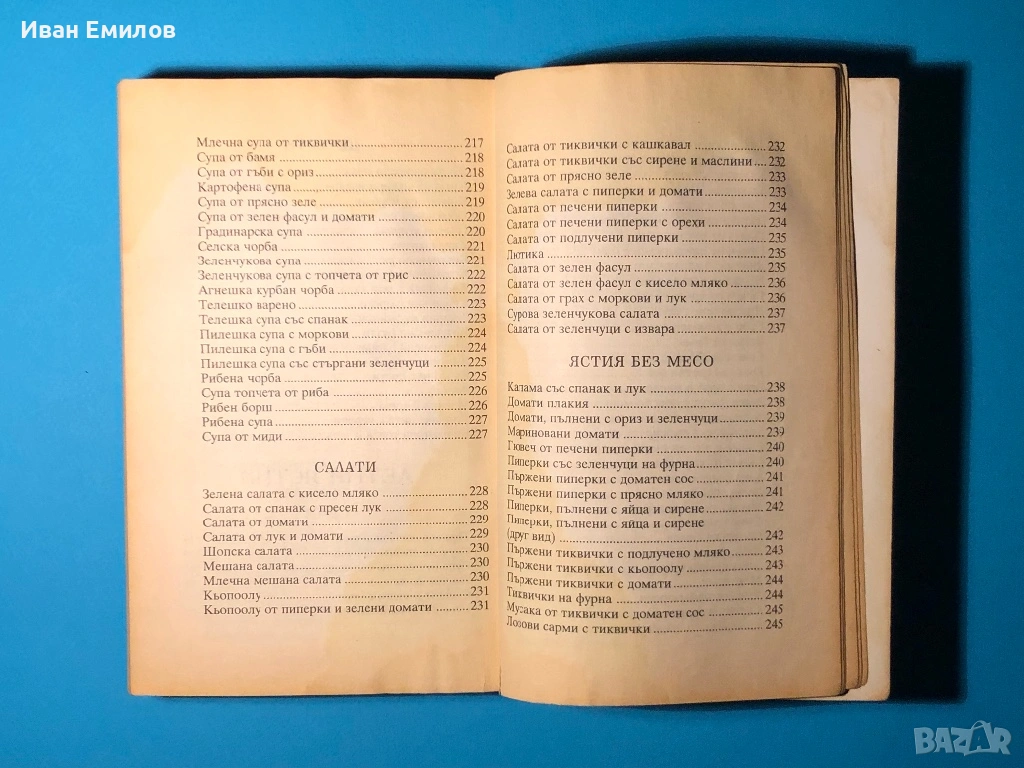 Иван Емилов
Млечна супа от тиквички 217
Супа от бамя 218
Супа от гъби с ориз 218
Картофена супа 219
Супа от прясно зеле 219
Супа от зелен фасул и домати 220
Градинарска супа 220
Селска чорба 221
Зеленчукова супа 221
Зеленчукова супа с топчета от грис 222
Агнешка курбан чорба 222
Телешко варено 223
Телешка супа със спанак 223
Пилешка супа с моркови 224
Пилешка супа с гъби 224
Пилешка супа със стъргани зеленчуци 225
Рибена чорба 225
Супа топчета от риба 226
Рибен борш 226
Рибена супа 227
Супа от миди 227
САЛАТИ
Зелена салата с кисело мляко 228
Салата от спанак с пресен лук 228
Салата от домати 229
Салата от лук и домати 229
Шопска салата 230
Мешана салата 230
Млечна мешана салата 230
Кьопоолу 231
Кьопоолу от пиперки и зелени домати 231
Салата от тиквички с кашкавал 232
Салата от тиквички със сирене и маслини 232
Салата от прясно зеле 233
Зелева салата с пиперки и домати 233
Салата от печени пиперки 234
Салата от печени пиперки с орехи 234
Салата от подлучени пиперки 235
Лютика 235
Салата от зелен фасул 235
Салата от зелен фасул с кисело мляко 236
Салата от грах с моркови и лук 236
Сурова зеленчукова салата 237
Салата от зеленчуци с извара 237
ЯСТИЯ БЕЗ МЕСО
Капама със спанак и лук 238
Домати плакия 238
Домати, пълнени с ориз и зеленчуци 239
Мариновани домати 239
Гювеч от печени пиперки 240
Пиперки със зеленчуци на фурна 240
Пържени пиперки с доматен сос 241
Пържени пиперки с прясно мляко 241
Пиперки, пълнени с яйца и сирене 242
Пиперки, пълнени с яйца и сирене
(друг вид) 242
Пържени тиквички с подлучено мляко 243
Пържени тиквички с кьопоолу 243
Пържени тиквички с домати 244
Тиквички на фурна 244
Мусака от тиквички с доматен сос 245
Лозови сарми с тиквички 245
BAZAR